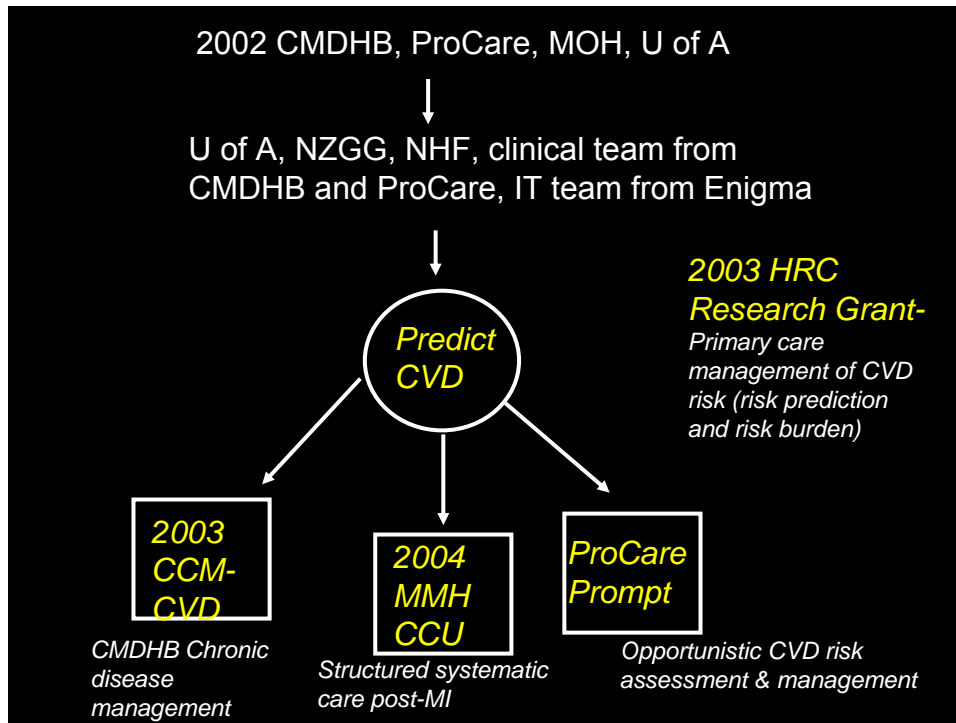 2002 CMDHB, ProCare, MOH, U of A
U of A, NZGG, NHF, clinical team from
CMDHB and ProCare, IT team from Enigma
2003 HRC
Research Grant-
Primary care
management of CVD
risk (risk prediction
and risk burden)
Predict
CVD
2003
CCM-
CVD
CMDHB Chronic
disease
management
2004
MMH
CCU
Structured systematic
care post-MI
ProCare
Prompt
Opportunistic CVD risk
assessment & management